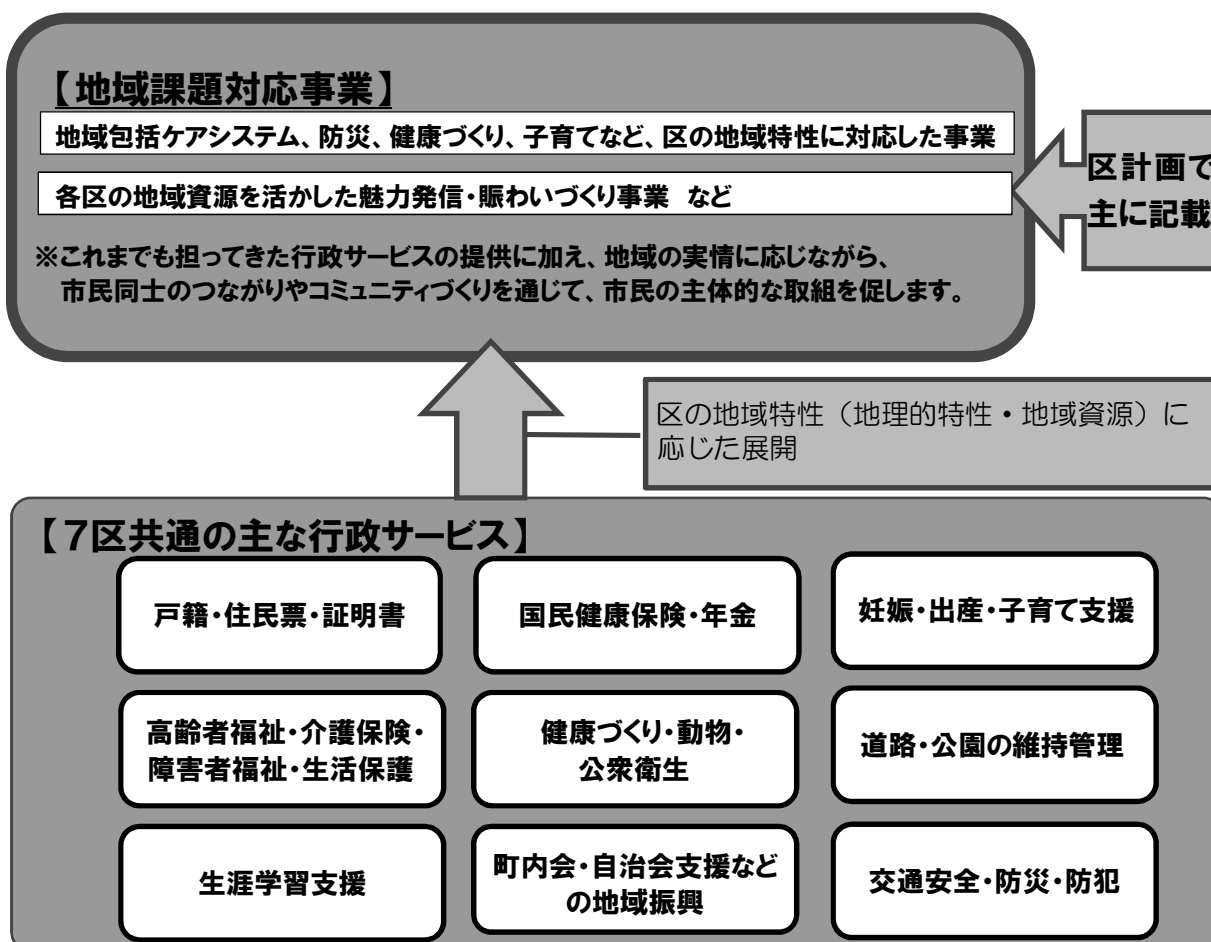 【地域課題対応事業】
地域包括ケアシステム、防災、健康づくり、子育てなど、区の地域特性に対応した事業
各区の地域資源を活かした魅力発信・賑わいづくり事業 など
※これまでも担ってきた行政サービスの提供に加え、地域の実情に応じながら、
市民同士のつながりやコミュニティづくりを通じて、市民の主体的な取組を促します。
区計画で
主に記載
区の地域特性（地理的特性・地域資源）に
応じた展開
【７区共通の主な行政サービス】
戸籍・住民票・証明書
国民健康保険・年金
妊娠・出産・子育て支援
高齢者福祉・介護保険・
障害者福祉・生活保護
健康づくり・動物・
公衆衛生
道路・公園の維持管理
生涯学習支援
町内会・自治会支援など
の地域振興
交通安全・防災・防犯